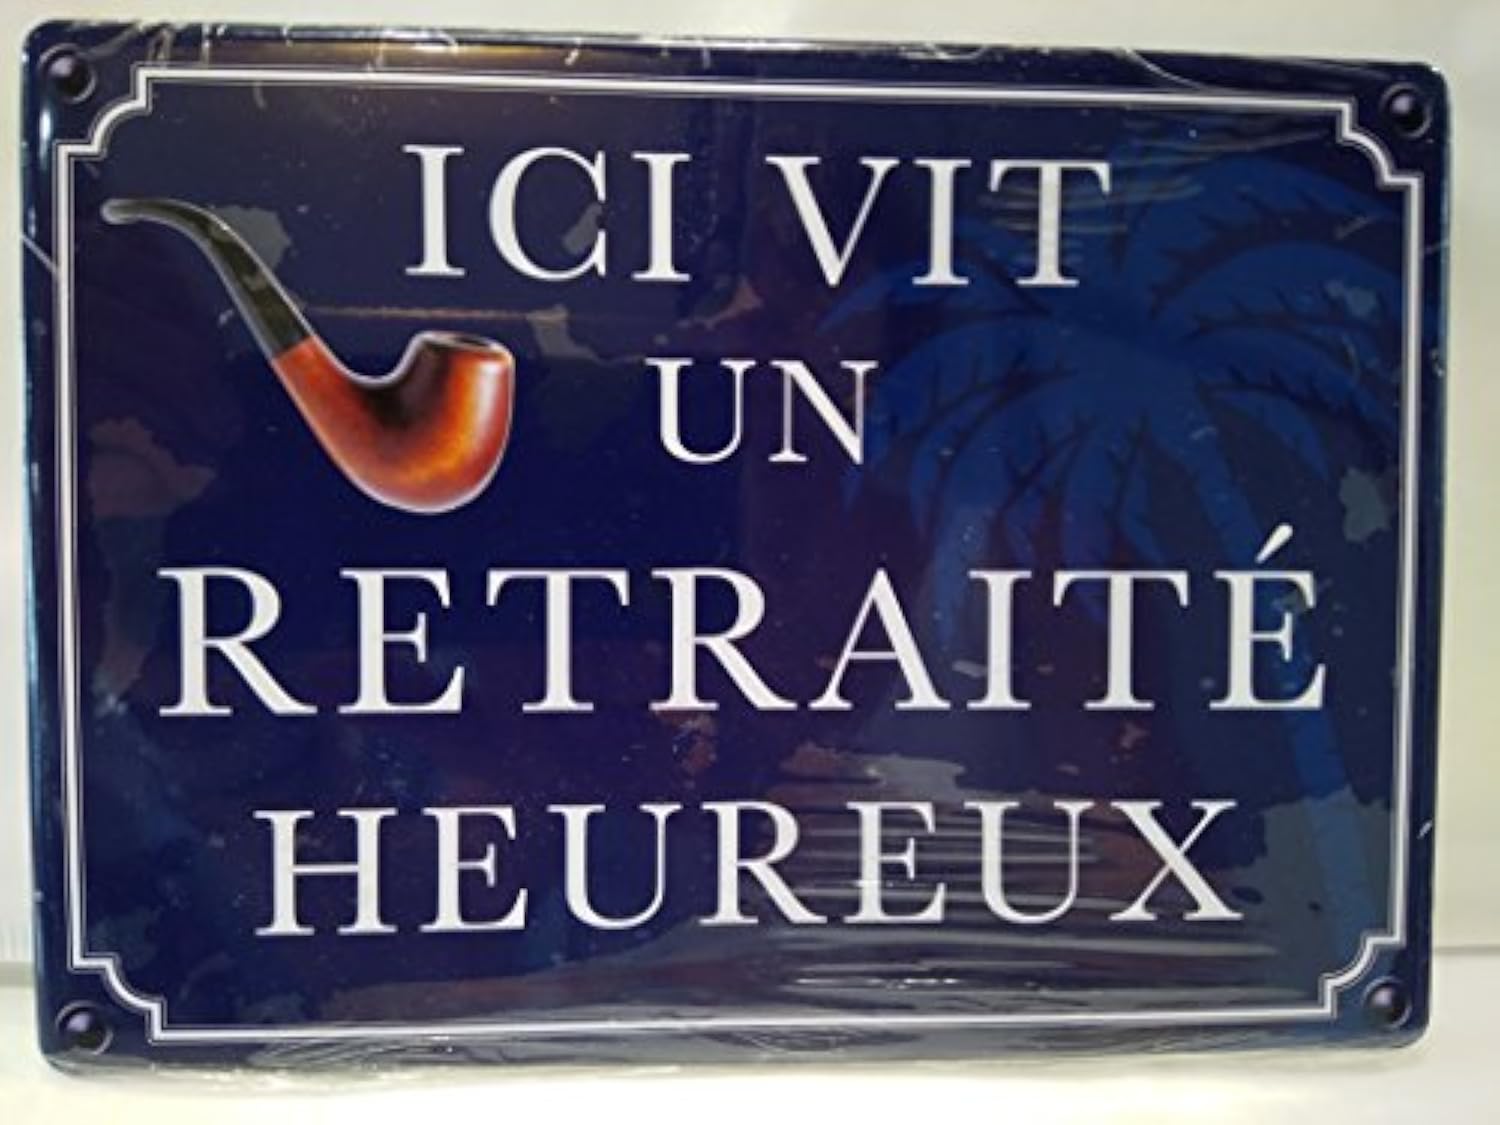 ICI VIT
UN
RETRAITÉ
HEUREUX